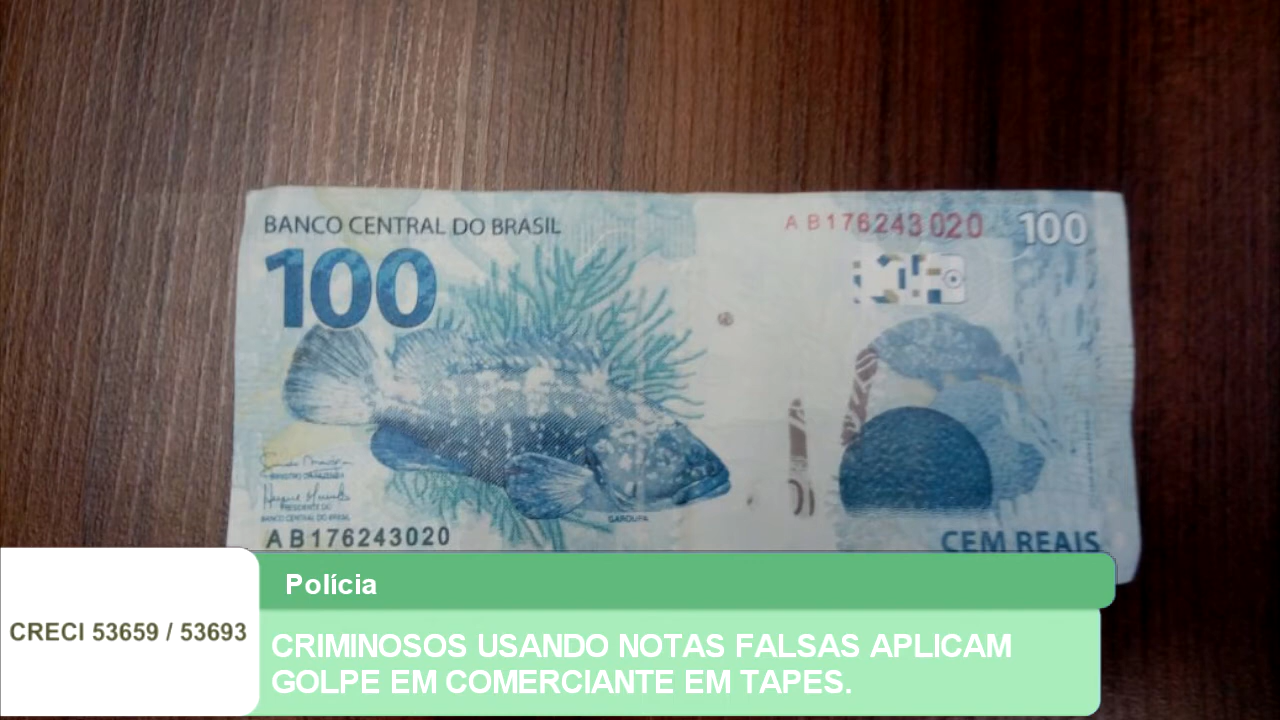 BANCO CENTRAL DO BRASIL
100
AB176243020
100
GAROUPA
AB176243020
CEM REAIS
Polícia
CRECI 53659 / 53693
CRIMINOSOS USANDO NOTAS FALSAS APLICAM
GOLPE EM COMERCIANTE EM TAPES.